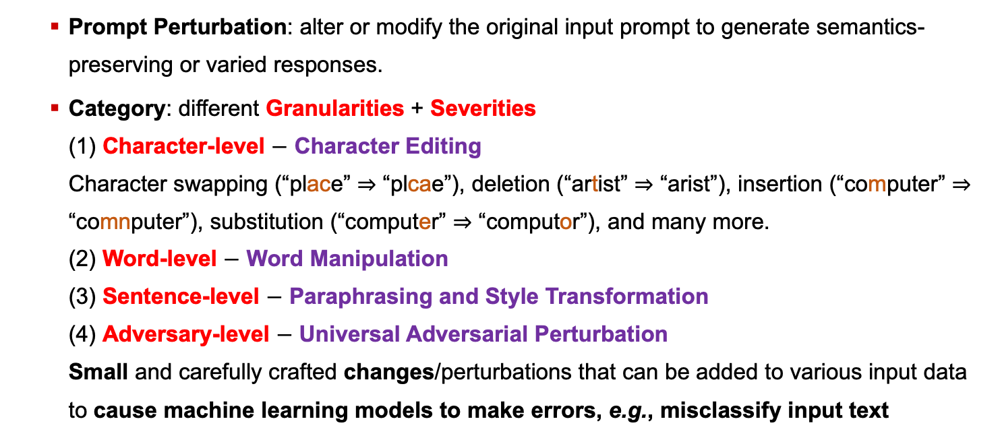 ▪ Prompt Perturbation: alter or modify the original input prompt to generate semantics-
preserving or varied responses.
▪ Category: different Granularities + Severities
(1) Character-level – Character Editing
Character swapping (“place” ⇒ “plcae”), deletion (“artist” ⇒ “arist”), insertion (“computer” ⇒
“comnputer”), substitution (“computer” ⇒ “computor”), and many more.
(2) Word-level – Word Manipulation
(3) Sentence-level – Paraphrasing and Style Transformation
(4) Adversary-level – Universal Adversarial Perturbation
Small and carefully crafted changes/perturbations that can be added to various input data
to cause machine learning models to make errors, e.g., misclassify input text